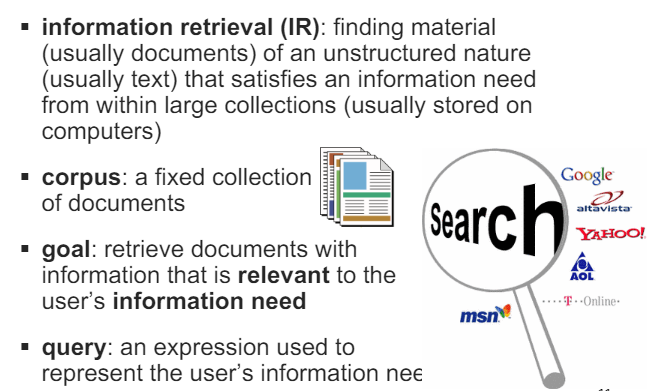 ▪ information retrieval (IR): finding material
(usually documents) of an unstructured nature
(usually text) that satisfies an information need
from within large collections (usually stored on
computers)
▪ corpus: a fixed collection
of documents
▪ goal: retrieve documents with
information that is relevant to the
user's information need
▪ query: an expression used to
represent the user's information nee
Search
Google
altavista
YAHOO!
AOL
····T··Online·
msn